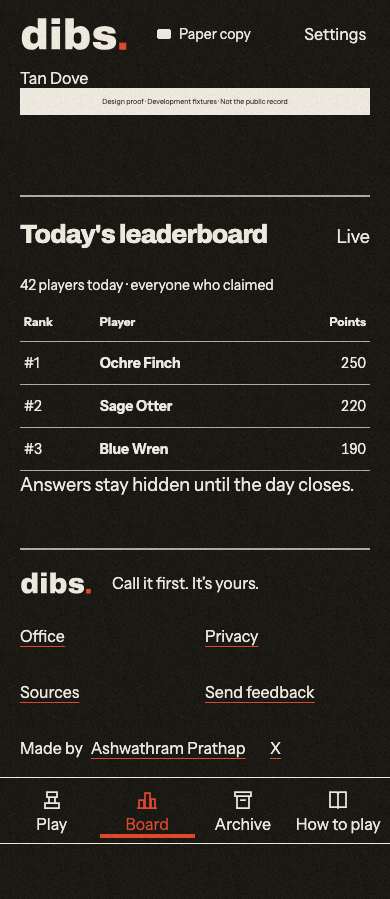 dibs.
Paper copy
Settings
Tan Dove
Design proof · Development fixtures · Not the public record
Today's leaderboard
Live
42 players today · everyone who claimed
Rank Player Points
#1 Ochre Finch 250
#2 Sage Otter 220
#3 Blue Wren 190
Answers stay hidden until the day closes.
dibs. Call it first. It's yours.
Office Privacy
Sources Send feedback
Made by Ashwathram Prathap X
Play Board Archive How to play